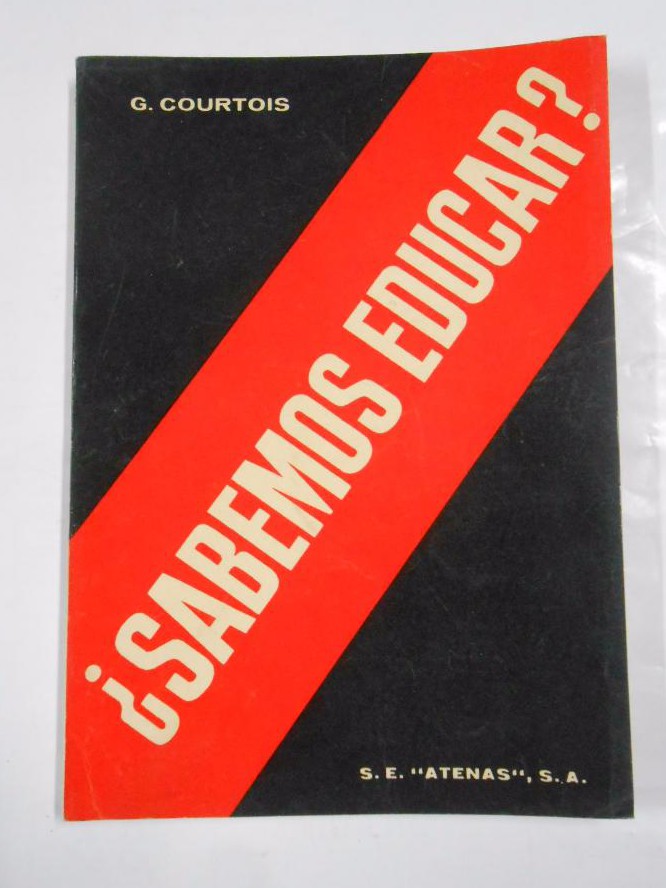 G. COURTOIS
¿SABEMOS EDUCAR?
S. E. "ATENAS", S. A.